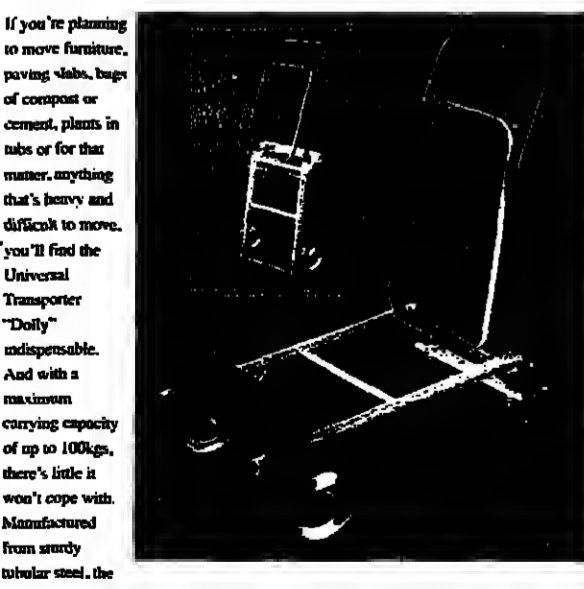 If you're planning
to move furniture,
paving slabs, bags
of compost or
cement, plants in
tubs or for that
matter, anything
that's heavy and
difficult to move,
you'll find the
Universal
Transporter
"Dolly"
indispensable.
And with a
maximum
carrying capacity
of up to 100kgs,
there's little it
won't cope with.
Manufactured
from sturdy
tubular steel, the